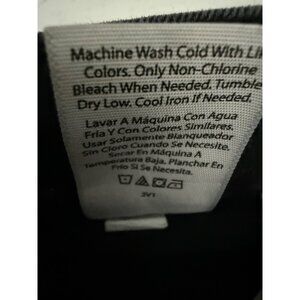 Machine Wash Cold With Like
Colors. Only Non-Chlorine
Bleach When Needed. Tumble
Dry Low. Cool Iron If Needed.
Lavar A Máquina Con Agua
Fría Y Con Colores Similares.
Usar Solamente Blanqueador
Sin Cloro Cuando Se Necesite.
Secar En Máquina A
Temperatura Baja. Planchar En
Frío Si Se Necesita.